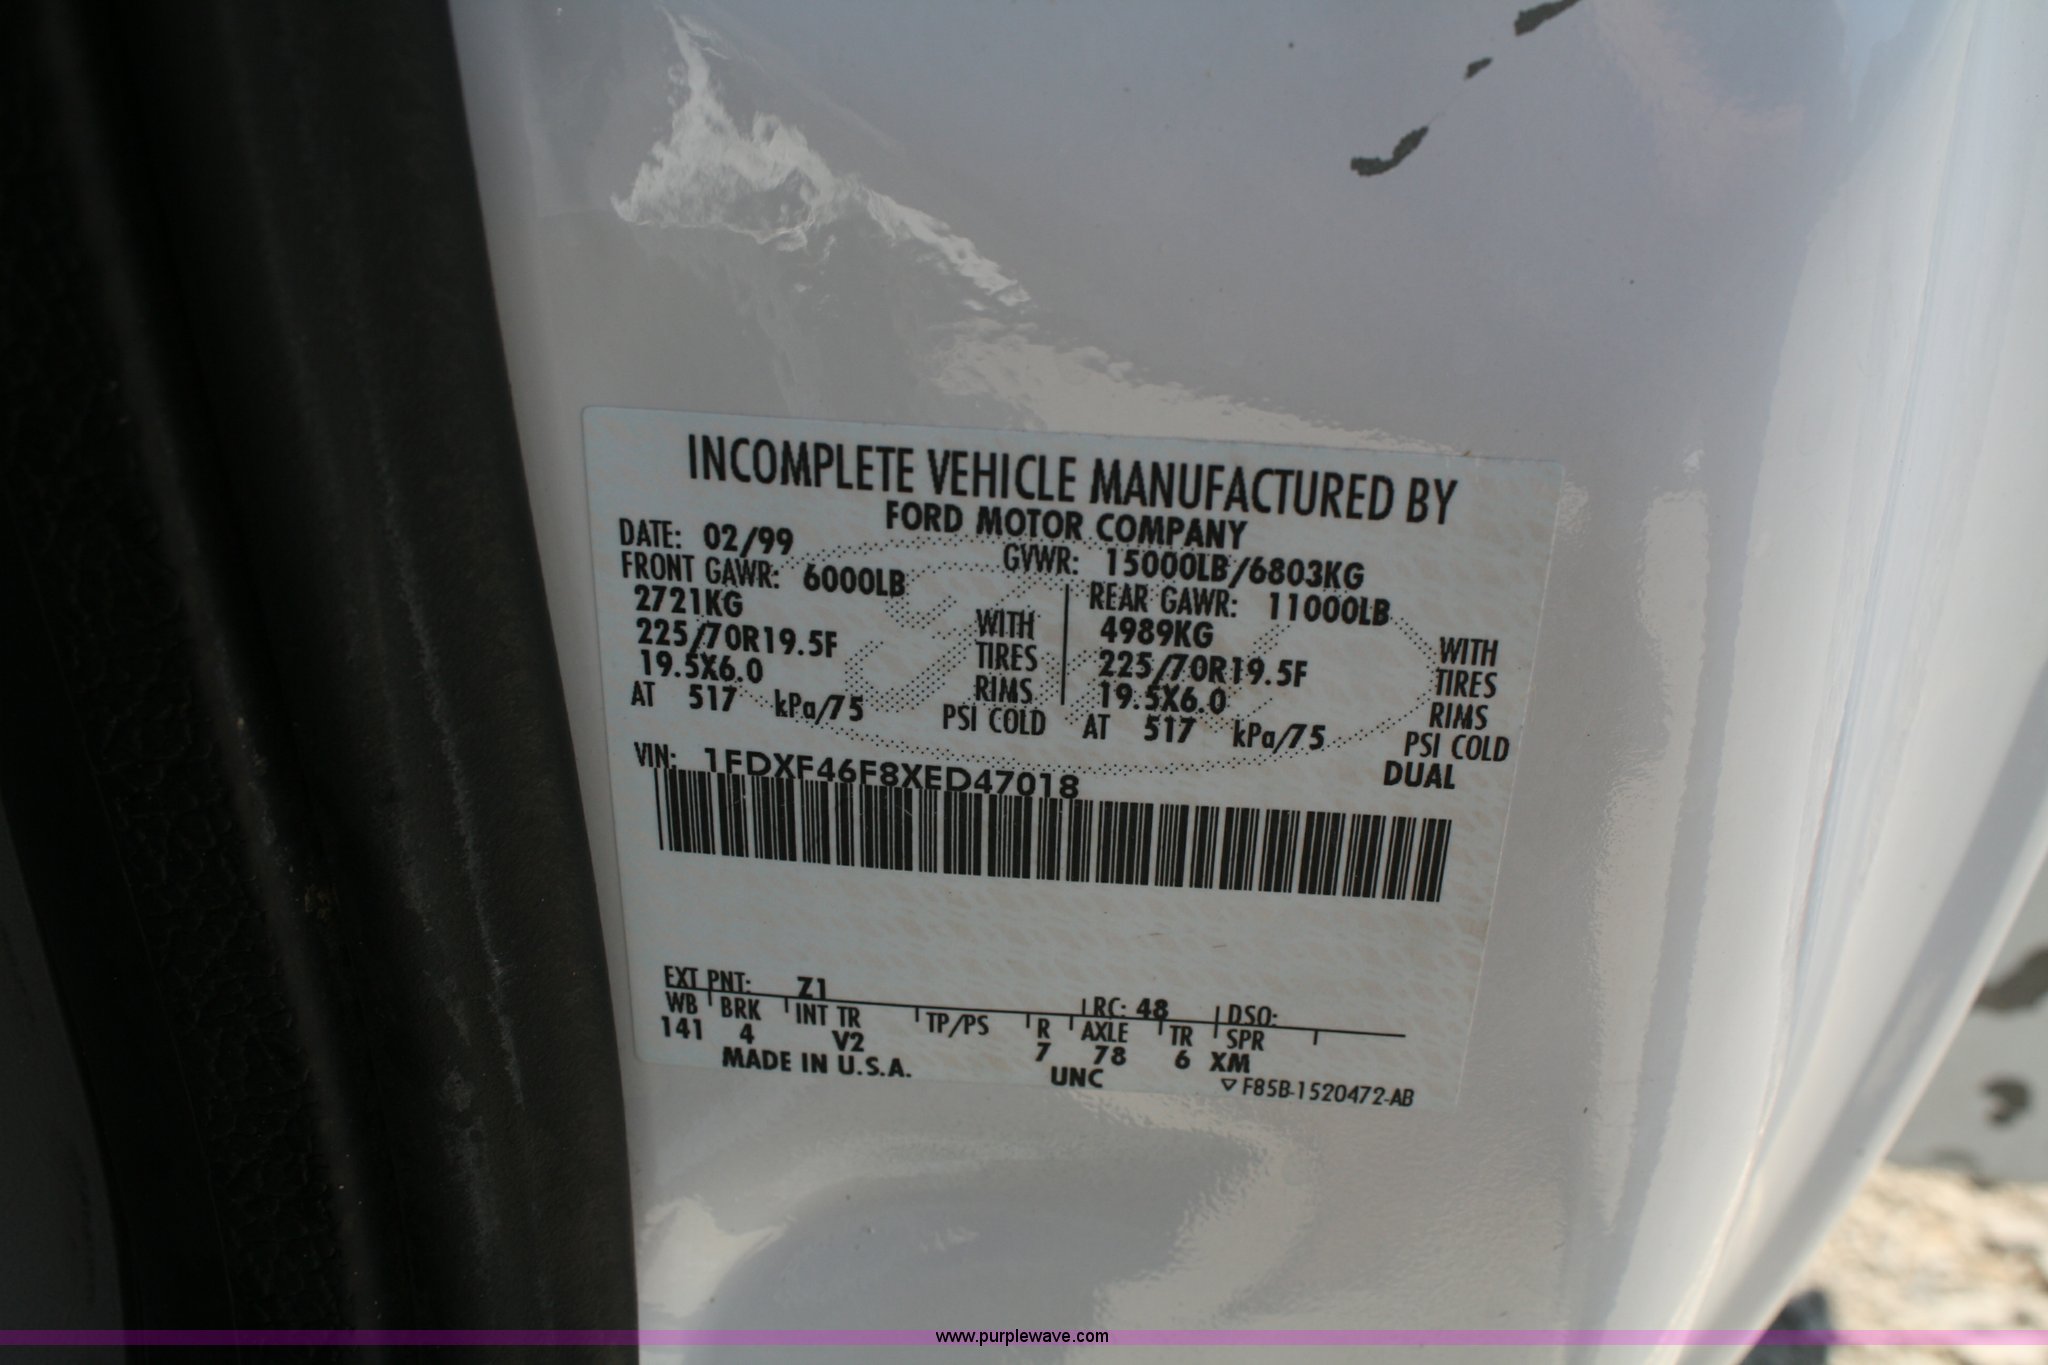 INCOMPLETE VEHICLE MANUFACTURED BY
FORD MOTOR COMPANY
DATE: 02/99 GVWR: 15000LB/6803KG
FRONT GAWR: 6000LB REAR GAWR: 11000LB
2721KG WITH 4989KG WITH
225/70R19.5F TIRES 225/70R19.5F TIRES
19.5X6.0 RIMS 19.5X6.0 RIMS
AT 517 kPa/75 PSI COLD AT 517 kPa/75 PSI COLD
DUAL
VIN: 1FDXF46F8XED47018
EXT PNT: Z1 RC: 48 DSO:
WB BRK INT TR TP/PS R AXLE TR SPR
141 4 V2 7 78 6 XM
MADE IN U.S.A. UNC
▽ F85B-1520472-AB
www.purplewave.com